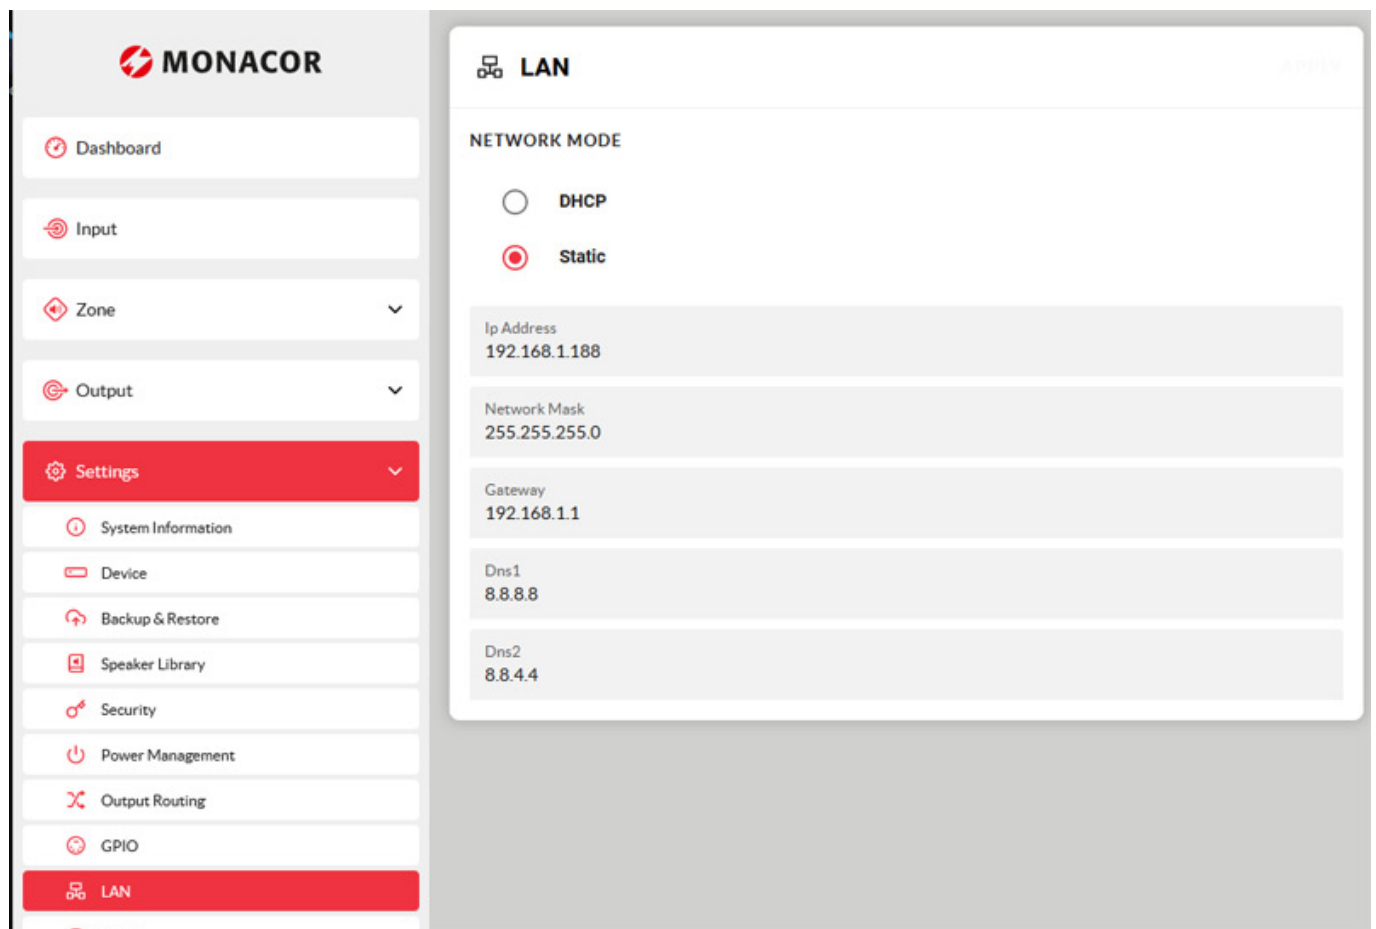 MONACOR
Dashboard
Input
Zone
Output
Settings
System Information
Device
Backup & Restore
Speaker Library
Security
Power Management
Output Routing
GPIO
LAN
LAN
APPLY
NETWORK MODE
DHCP
Static
Ip Address
192.168.1.188
Network Mask
255.255.255.0
Gateway
192.168.1.1
Dns1
8.8.8.8
Dns2
8.8.4.4